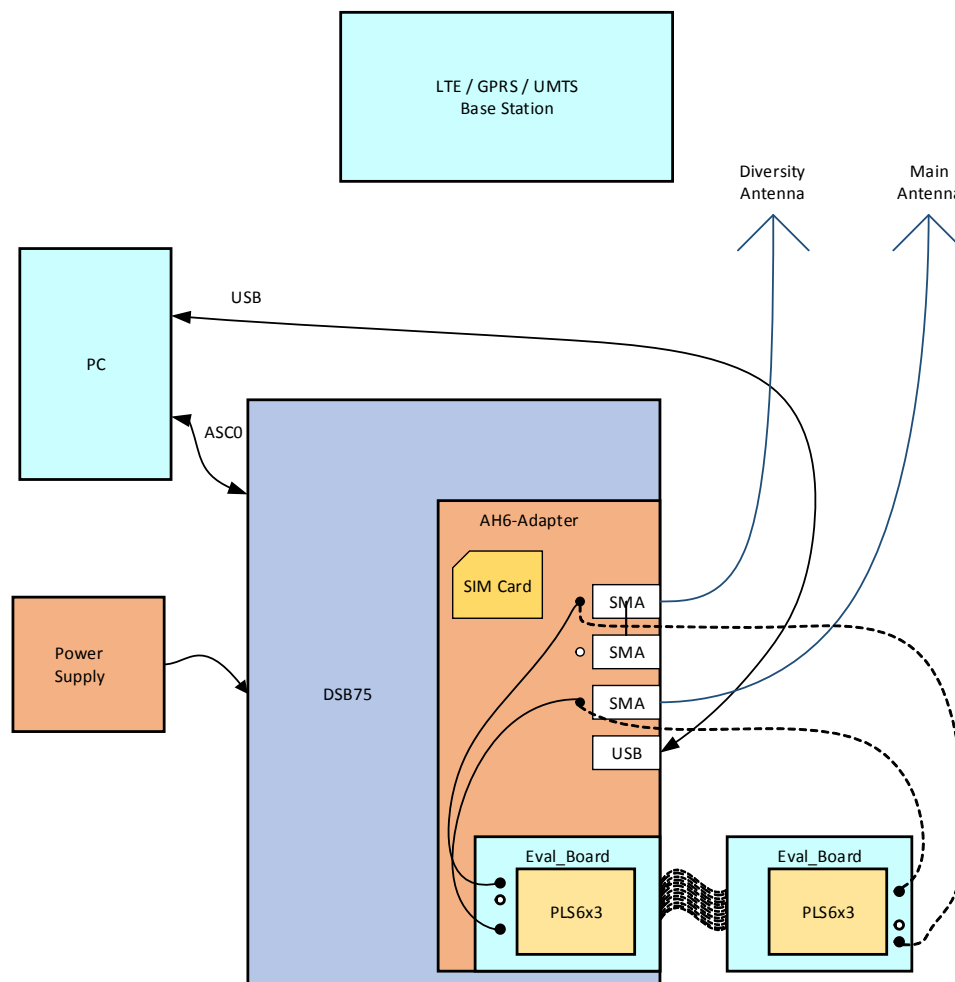 LTE / GPRS / UMTS
Base Station
Diversity
Antenna
Main
Antenna
USB
PC
ASC0
AH6-Adapter
SIM Card
SMA
SMA
Power
Supply
DSB75
SMA
USB
Eval_Board
PLS6x3
Eval_Board
PLS6x3